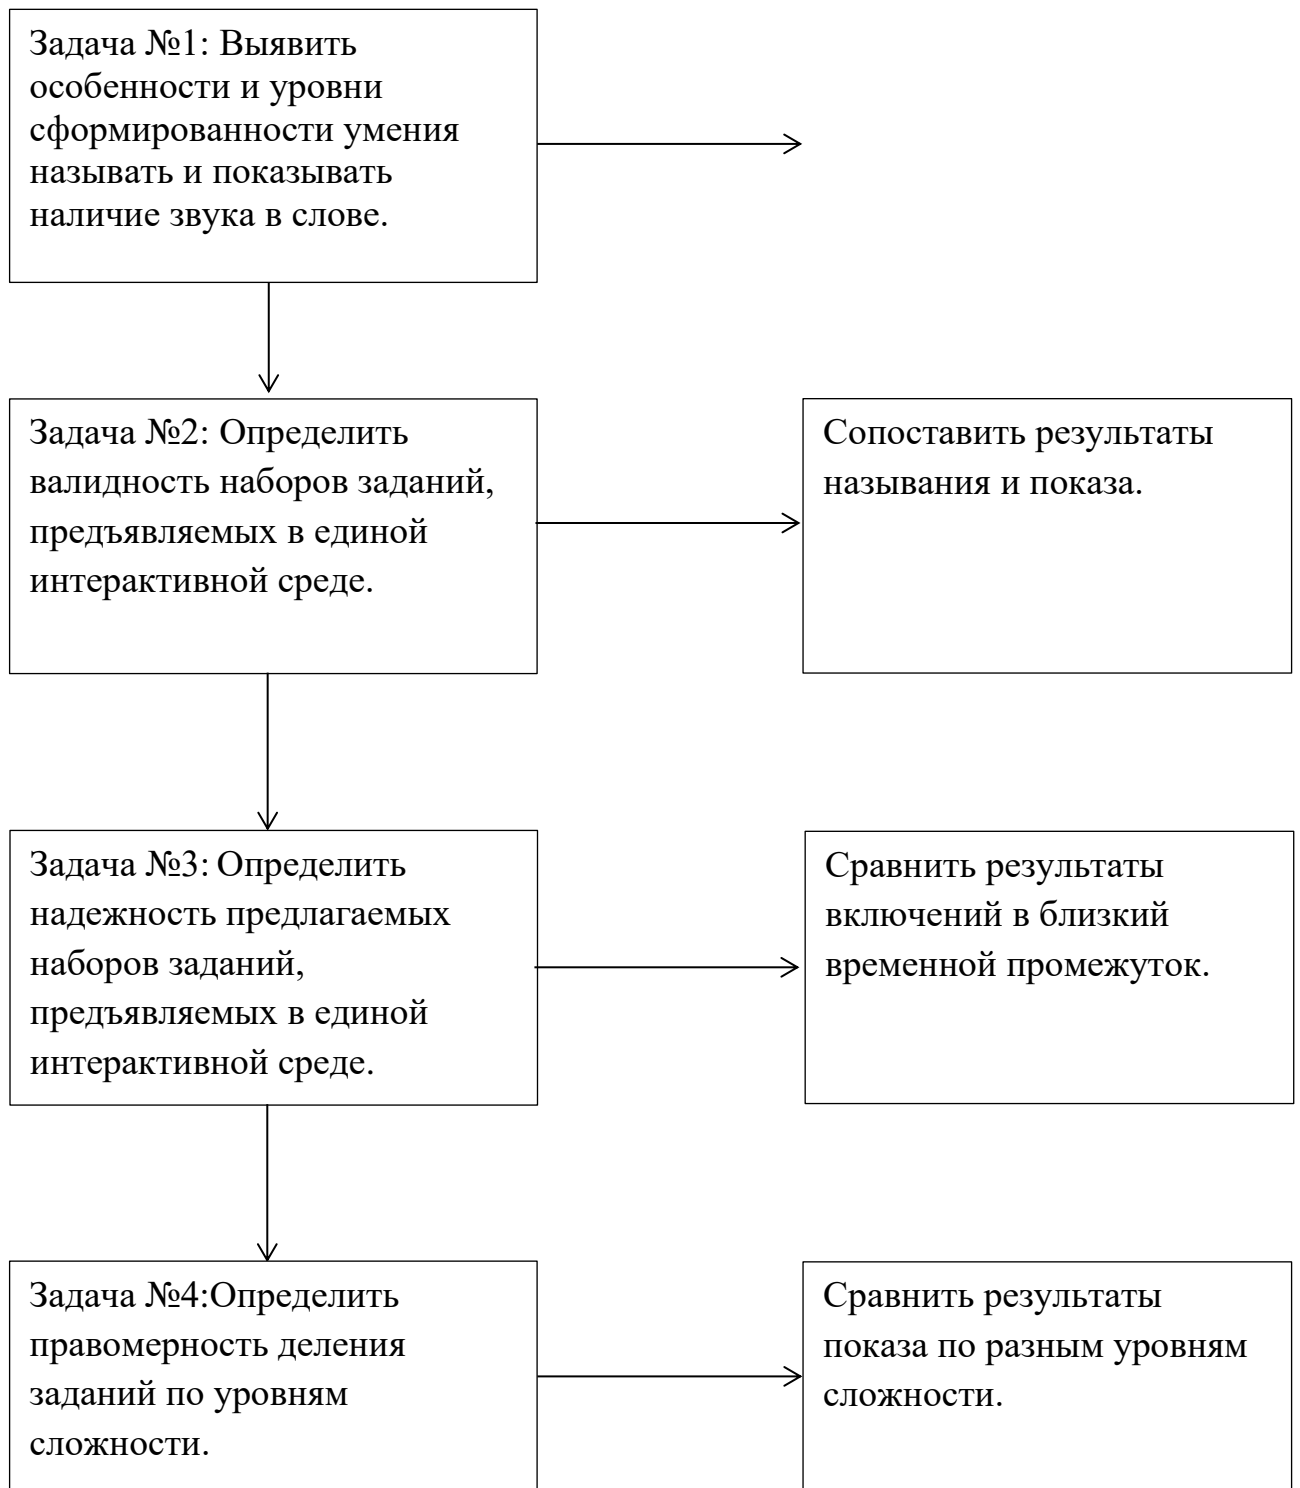 Задача №1: Выявить
особенности и уровни
сформированности умения
называть и показывать
наличие звука в слове.
Задача №2: Определить
валидность наборов заданий,
предъявляемых в единой
интерактивной среде.
Сопоставить результаты
называния и показа.
Задача №3: Определить
надежность предлагаемых
наборов заданий,
предъявляемых в единой
интерактивной среде.
Сравнить результаты
включений в близкий
временной промежуток.
Задача №4:Определить
правомерность деления
заданий по уровням
сложности.
Сравнить результаты
показа по разным уровням
сложности.